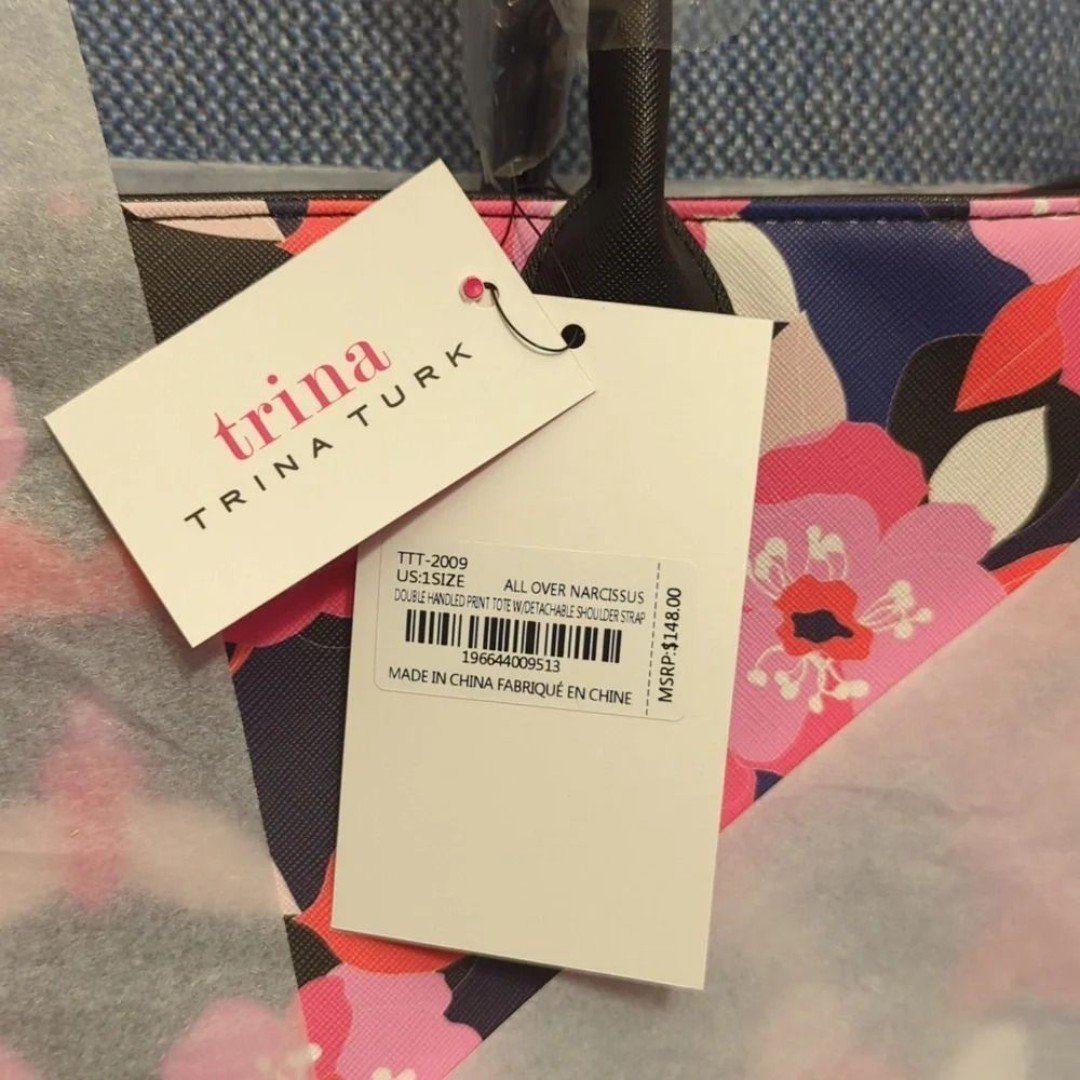 trina
TRINA TURK
TTT-2009
US:1SIZE ALL OVER NARCISSUS
DOUBLE HANDLED PRINT TOTE W/DETACHABLE SHOULDER STRAP
196644009513
MADE IN CHINA FABRIQUÉ EN CHINE
MSRP:$148.00